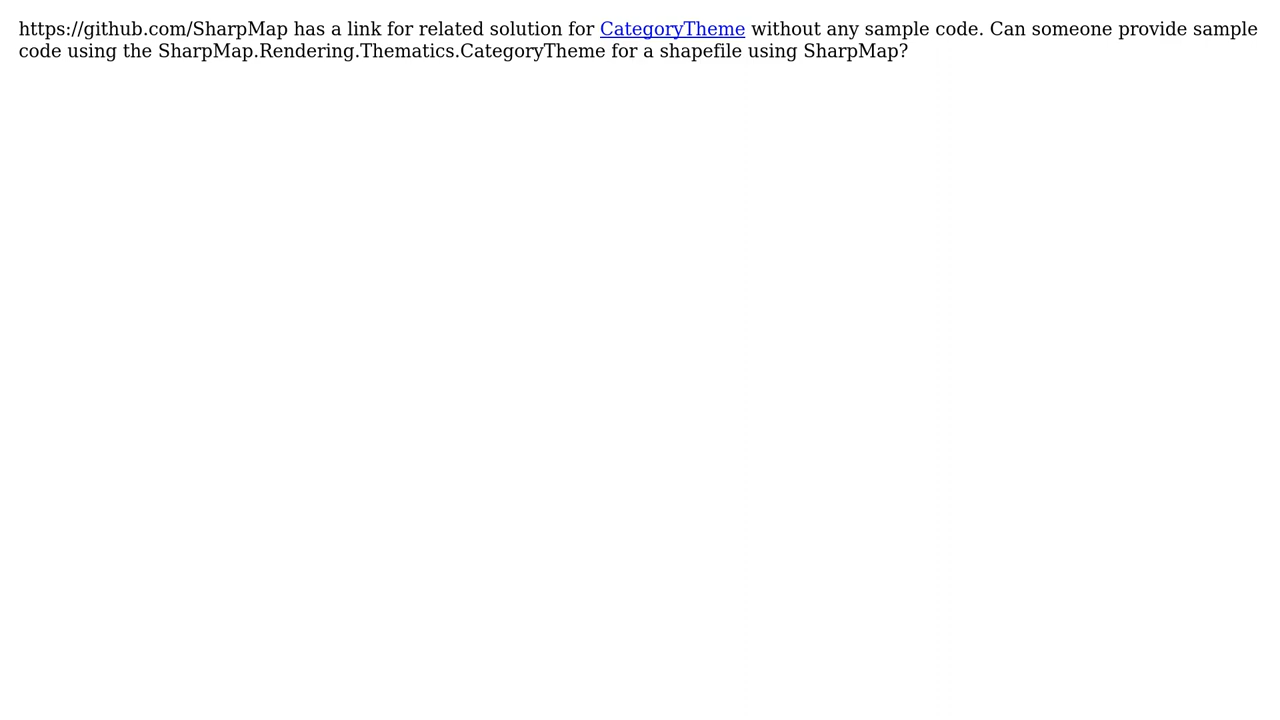 https://github.com/SharpMap has a link for related solution for CategoryTheme without any sample code. Can someone provide sample
code using the SharpMap.Rendering.Thematics.CategoryTheme for a shapefile using SharpMap?